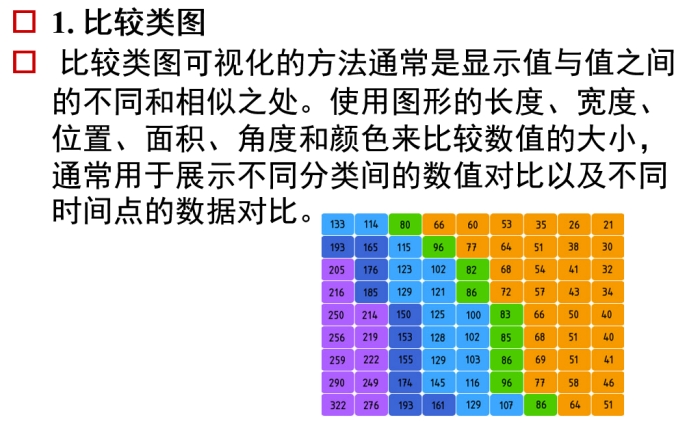 1. 比较类图
比较类图可视化的方法通常是显示值与值之间
的不同和相似之处。使用图形的长度、宽度、
位置、面积、角度和颜色来比较数值的大小，
通常用于展示不同分类间的数值对比以及不同
时间点的数据对比。
133 114 80 66 60 53 35 26 21
193 165 115 96 77 64 51 38 30
205 176 123 102 82 68 54 41 32
216 185 129 121 86 72 57 43 34
250 214 150 125 100 83 66 50 40
256 219 153 128 102 85 68 51 40
259 222 155 129 103 86 69 51 41
290 249 174 145 116 96 77 58 46
322 276 193 161 129 107 86 64 51